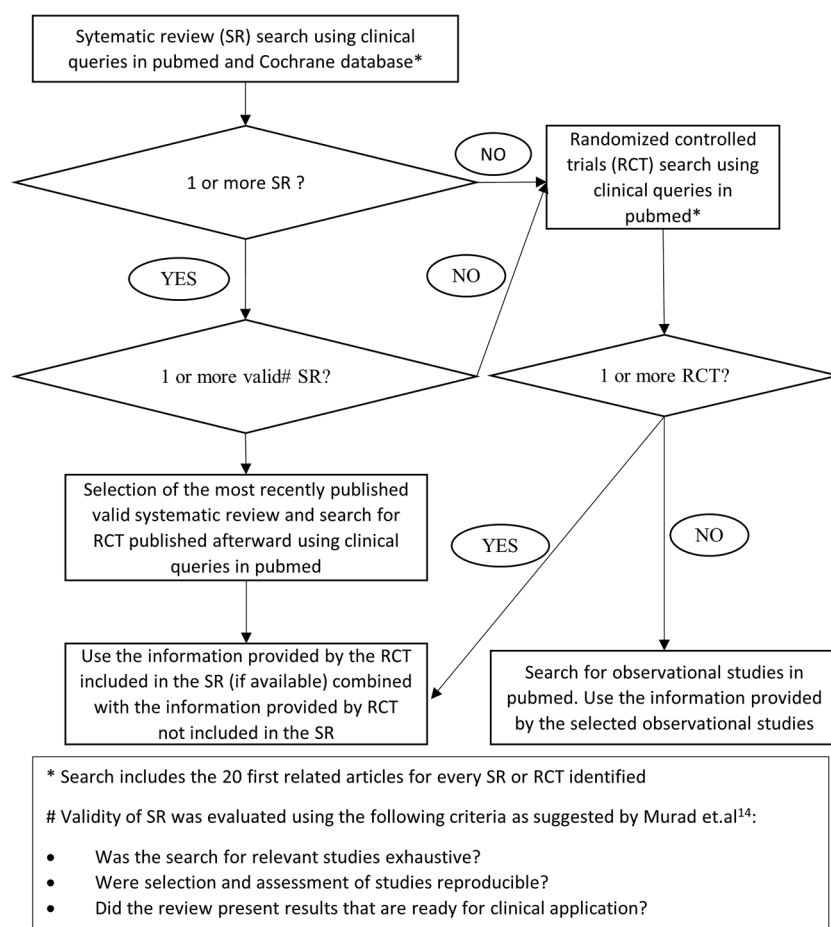 Sytematic review (SR) search using clinical
queries in pubmed and Cochrane database*
1 or more SR ?
NO
Randomized controlled
trials (RCT) search using
clinical queries in
pubmed*
YES
NO
1 or more valid# SR?
1 or more RCT?
Selection of the most recently published
valid systematic review and search for
RCT published afterward using clinical
queries in pubmed
YES
NO
Use the information provided by the RCT
included in the SR (if available) combined
with the information provided by RCT
not included in the SR
Search for observational studies in
pubmed. Use the information provided
by the selected observational studies
* Search includes the 20 first related articles for every SR or RCT identified
# Validity of SR was evaluated using the following criteria as suggested by Murad et.al14:
• Was the search for relevant studies exhaustive?
• Were selection and assessment of studies reproducible?
• Did the review present results that are ready for clinical application?